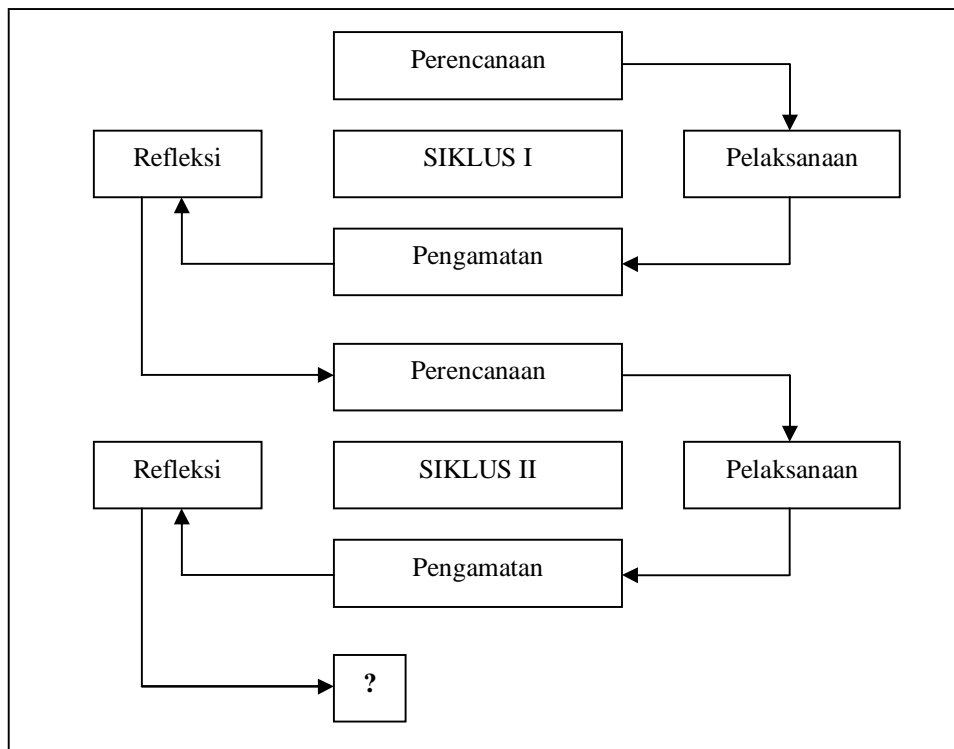 Perencanaan
Refleksi
SIKLUS I
Pelaksanaan
Pengamatan
Perencanaan
Refleksi
SIKLUS II
Pelaksanaan
Pengamatan
?